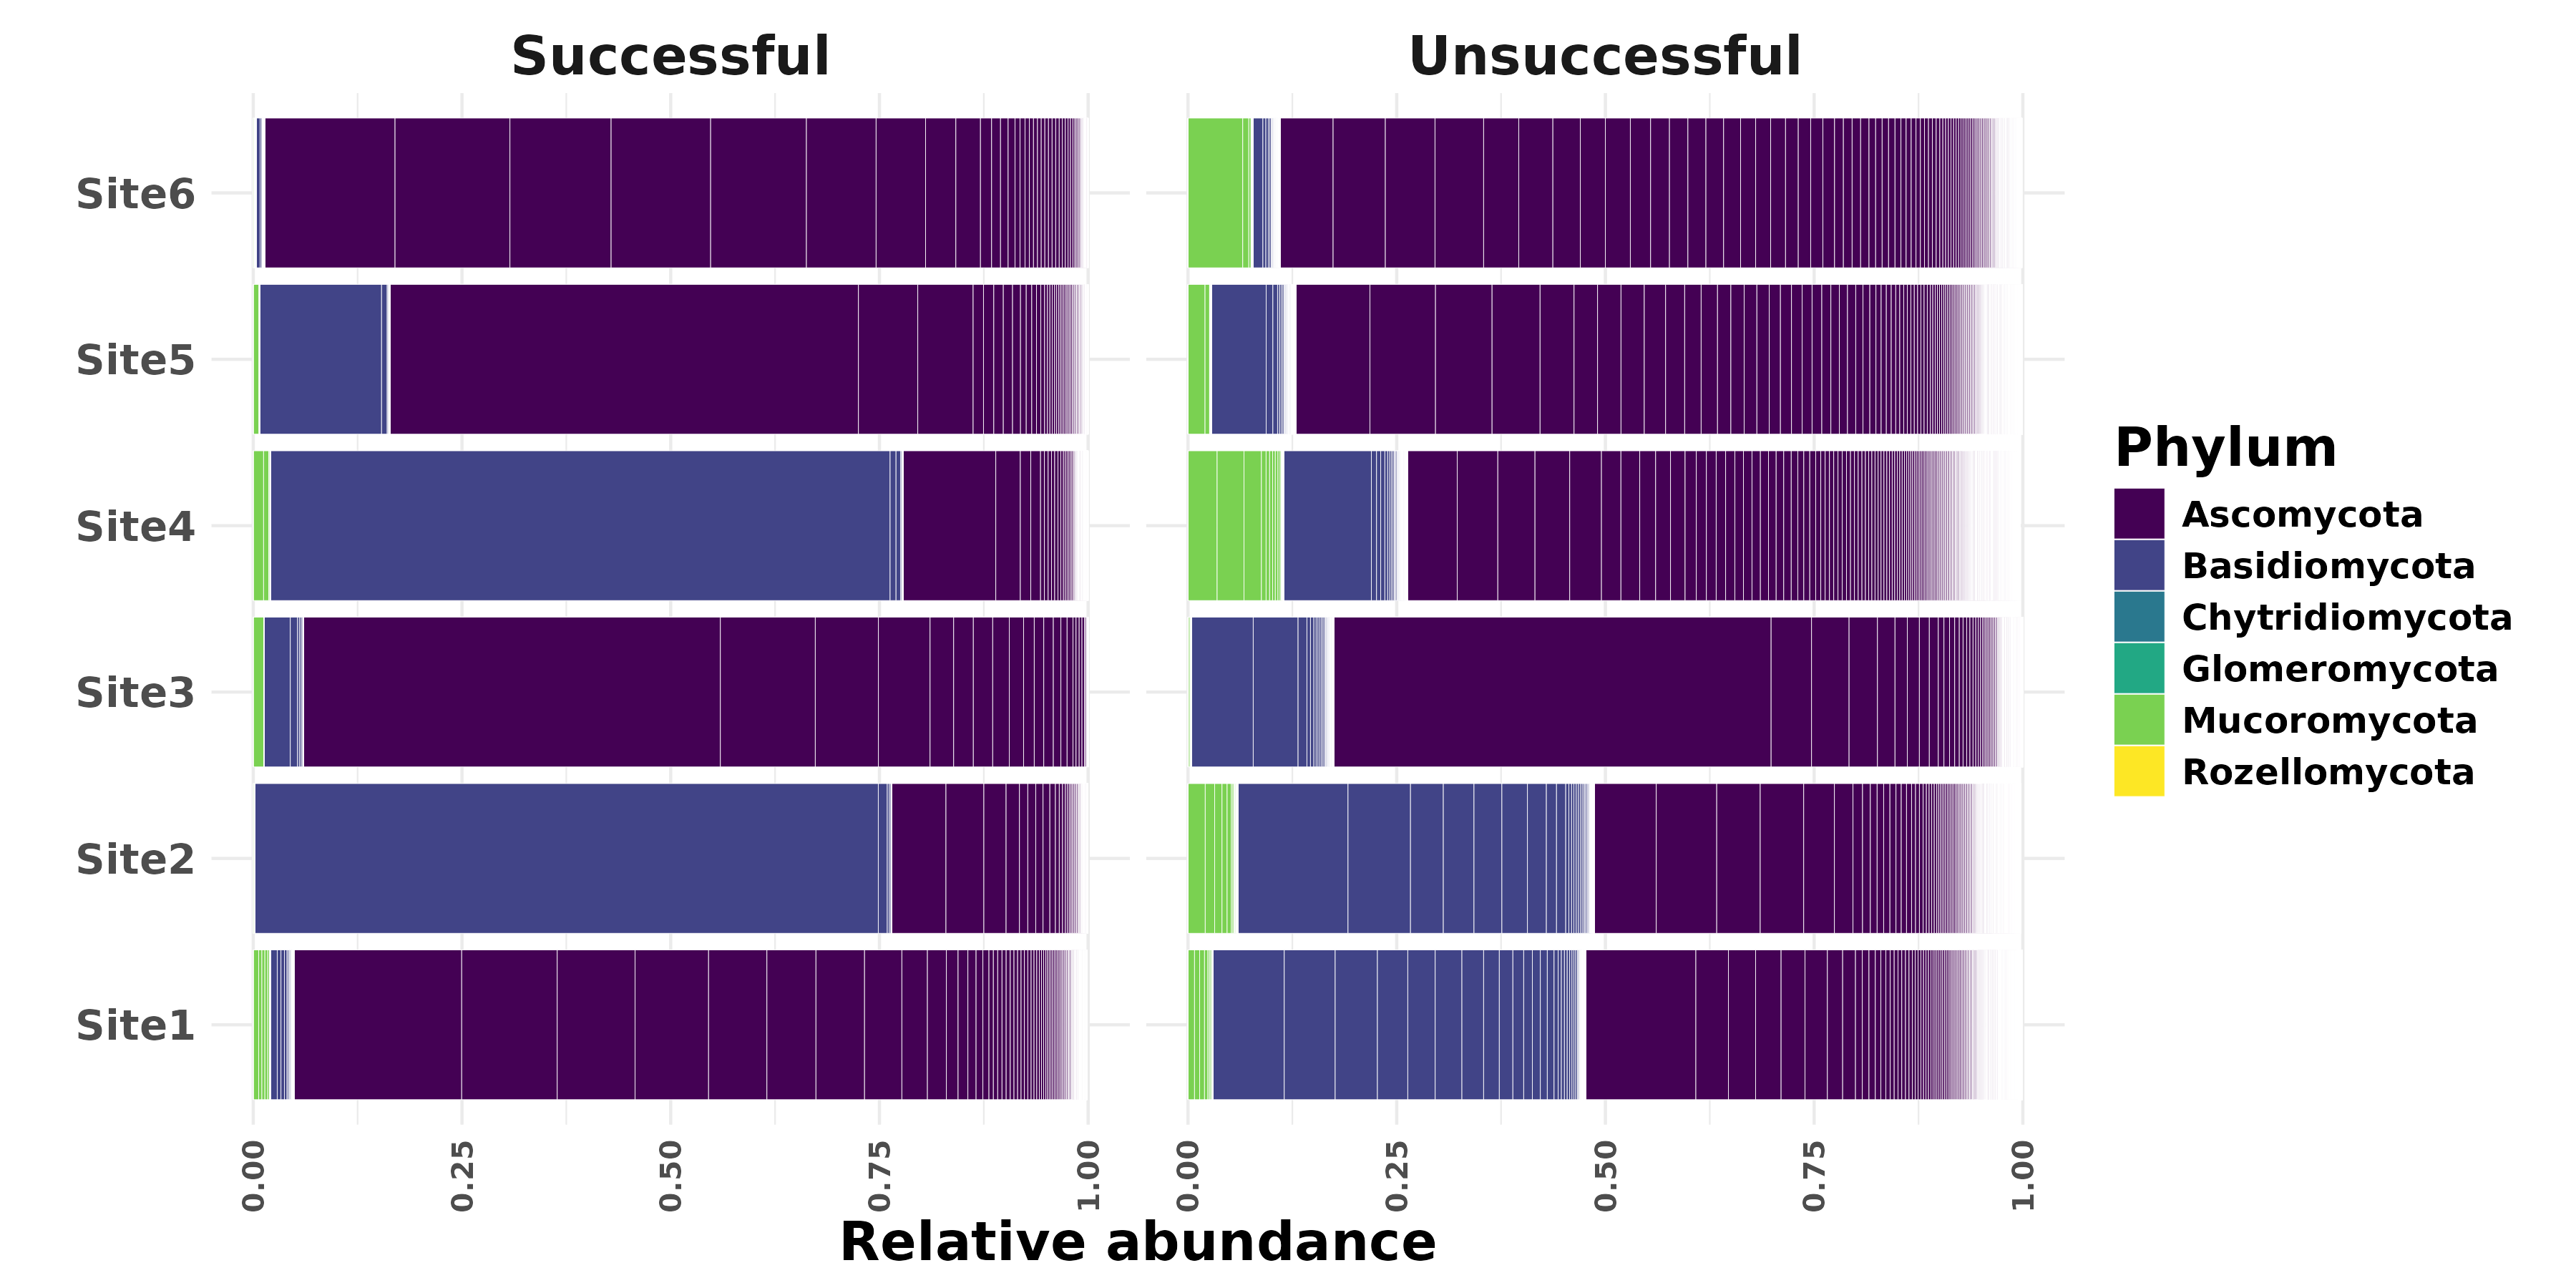 Successful
Unsuccessful
Site6
Site5
Site4
Site3
Site2
Site1
0.00
0.25
0.50
0.75
1.00
0.00
0.25
0.50
0.75
1.00
Relative abundance
Phylum
Ascomycota
Basidiomycota
Chytridiomycota
Glomeromycota
Mucoromycota
Rozellomycota